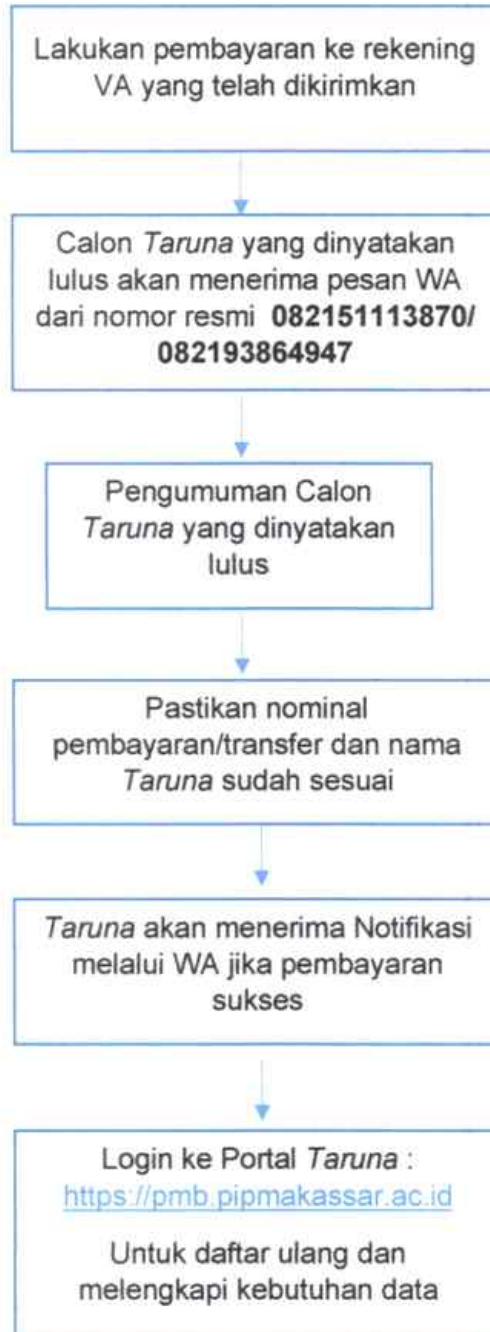 Lakukan pembayaran ke rekening
VA yang telah dikirimkan
Calon Taruna yang dinyatakan
lulus akan menerima pesan WA
dari nomor resmi 082151113870/
082193864947
Pengumuman Calon
Taruna yang dinyatakan
lulus
Pastikan nominal
pembayaran/transfer dan nama
Taruna sudah sesuai
Taruna akan menerima Notifikasi
melalui WA jika pembayaran
sukses
Login ke Portal Taruna :
https://pmb.pipmakassar.ac.id
Untuk daftar ulang dan
melengkapi kebutuhan data